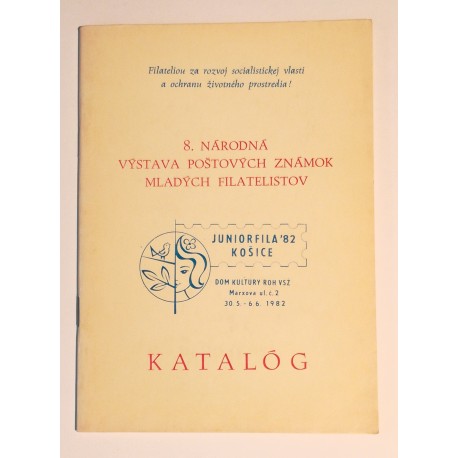 Filateliou za rozvoj socialistickej vlasti
a ochranu životného prostredia!
8. NÁRODNÁ
VÝSTAVA POŠTOVÝCH ZNÁMOK
MLADÝCH FILATELISTOV
JUNIORFILA '82
KOŠICE
DOM KULTURY ROH VSŽ
Marxova ul. č. 2
30.5. - 6.6. 1982
KATALÓG